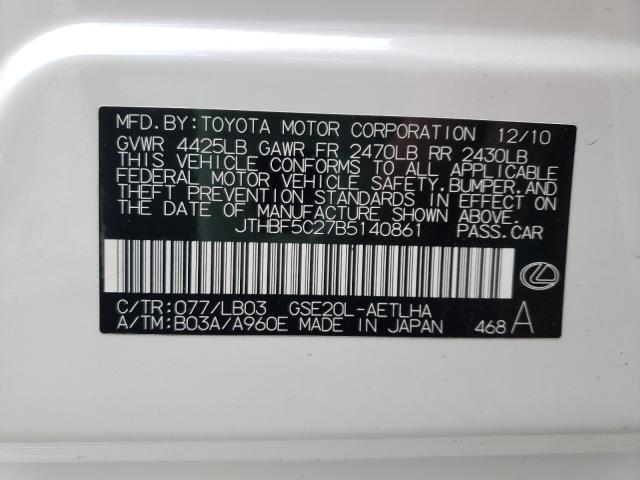 MFD.BY:TOYOTA MOTOR CORPORATION 12/10
GVWR 4425LB GAWR FR 2470LB RR 2430LB
THIS VEHICLE CONFORMS TO ALL APPLICABLE
FEDERAL MOTOR VEHICLE SAFETY.BUMPER.AND
THEFT PREVENTION STANDARDS IN EFFECT ON
THE DATE OF MANUFACTURE SHOWN ABOVE.
JTHBF5C27B5140861 PASS.CAR
C/TR:077/LB03 GSE20L-AETLHA
A/TM:B03A/A960E MADE IN JAPAN 468 A